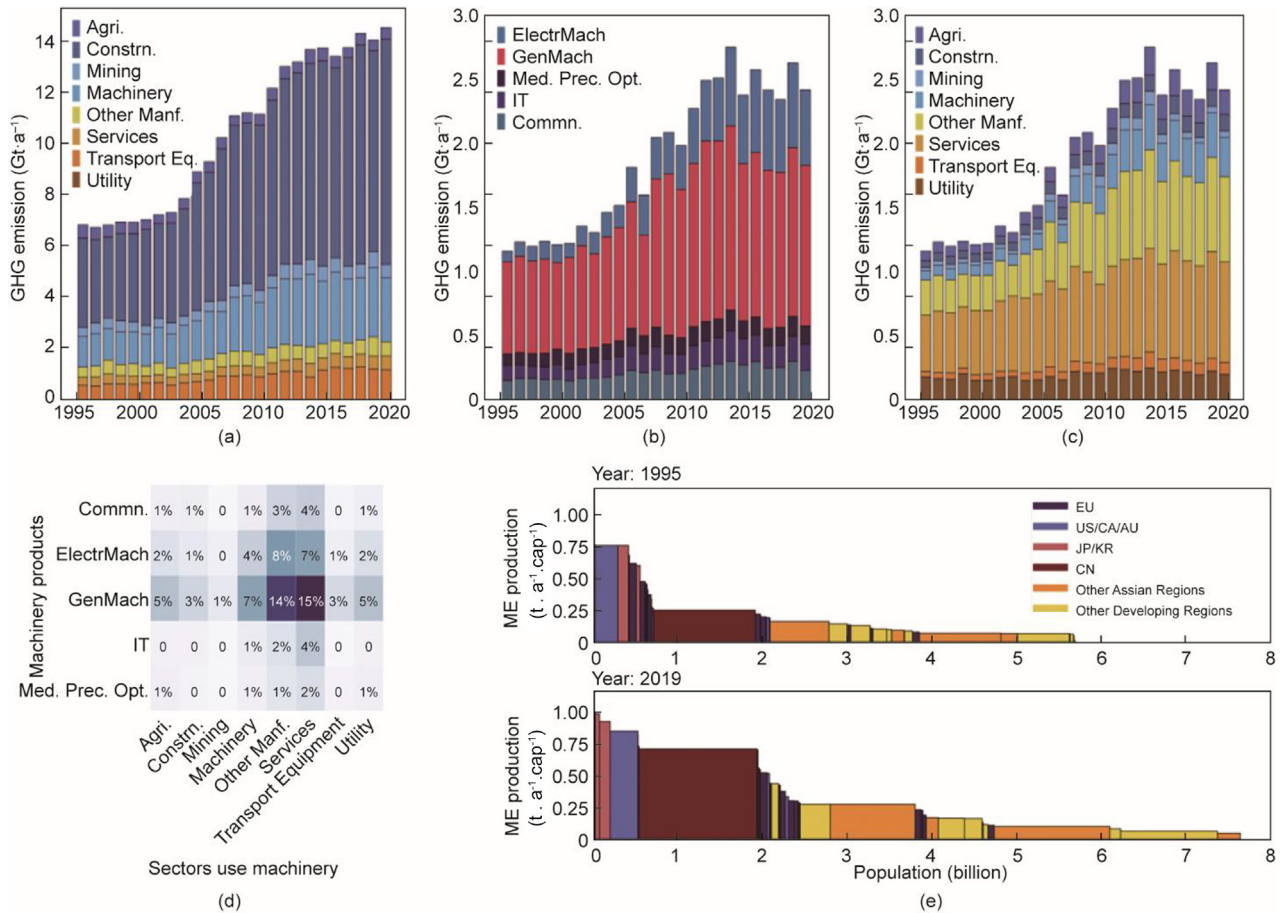 GHG emission (Gt·a⁻¹)
14
12
10
8
6
4
2
0
Agri.
Constrn.
Mining
Machinery
Other Manf.
Services
Transport Eq.
Utility
1995 2000 2005 2010 2015 2020
(a)
GHG emission (Gt·a⁻¹)
3.0
2.5
2.0
1.5
1.0
0.5
0
ElectrMach
GenMach
Med. Prec. Opt.
IT
Commn.
1995 2000 2005 2010 2015 2020
(b)
GHG emission (Gt·a⁻¹)
3.0
2.5
2.0
1.5
1.0
0.5
0
Agri.
Constrn.
Mining
Machinery
Other Manf.
Services
Transport Eq.
Utility
1995 2000 2005 2010 2015 2020
(c)
Machinery products
Commn. 1% 1% 0 1% 3% 4% 0 1%
ElectrMach 2% 1% 0 4% 8% 7% 1% 2%
GenMach 5% 3% 1% 7% 14% 15% 3% 5%
IT 0 0 0 1% 2% 4% 0 0
Med. Prec. Opt. 1% 0 0 1% 1% 2% 0 1%
Agri.
Constrn.
Mining
Machinery
Other Manf.
Services
Transport Equipment
Utility
Sectors use machinery
(d)
Year: 1995
ME production
(t . a⁻¹.cap⁻¹)
1.00
0.75
0.50
0.25
0
EU
US/CA/AU
JP/KR
CN
Other Assian Regions
Other Developing Regions
0 1 2 3 4 5 6 7 8
Year: 2019
ME production
(t . a⁻¹.cap⁻¹)
1.00
0.75
0.50
0.25
0
0 1 2 3 4 5 6 7 8
Population (billion)
(e)